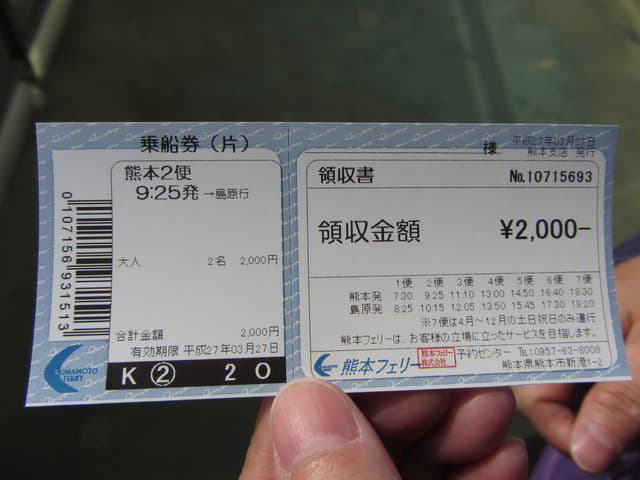 乗船券（片）
熊本2便
9:25発 →島原行
大人 2名 2,000円
合計金額 2,000円
有効期限 平成27年03月27日
K ② 20
0107156931513
KUMAMOTO
FERRY
平成27年03月27日
様 熊本支店 発行
領収書 No.10715693
領収金額 ¥2,000-
1便 2便 3便 4便 5便 6便 7便
熊本発 7:30 9:25 11:10 13:00 14:50 16:40 18:30
島原発 8:25 10:15 12:05 13:50 15:45 17:30 19:20
※7便は4月～12月の土日祝日のみ運行
熊本フェリーは、お客様の立場に立ったサービスを目指します。
熊本フェリー 熊本フェリー株式会社 予約センター Tel:0957-63-8008
熊本県熊本市新港1-2